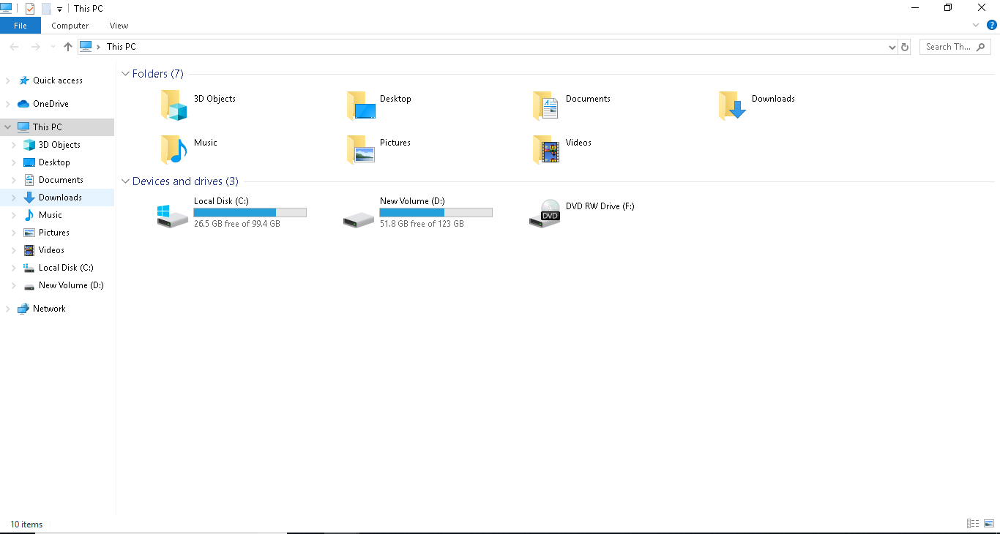 This PC
File Computer View
This PC
Search Th...
Quick access
OneDrive
This PC
3D Objects
Desktop
Documents
Downloads
Music
Pictures
Videos
Local Disk (C:)
New Volume (D:)
Network
Folders (7)
3D Objects
Desktop
Documents
Downloads
Music
Pictures
Videos
Devices and drives (3)
Local Disk (C:)
26.5 GB free of 99.4 GB
New Volume (D:)
51.8 GB free of 123 GB
DVD
DVD RW Drive (F:)
10 items